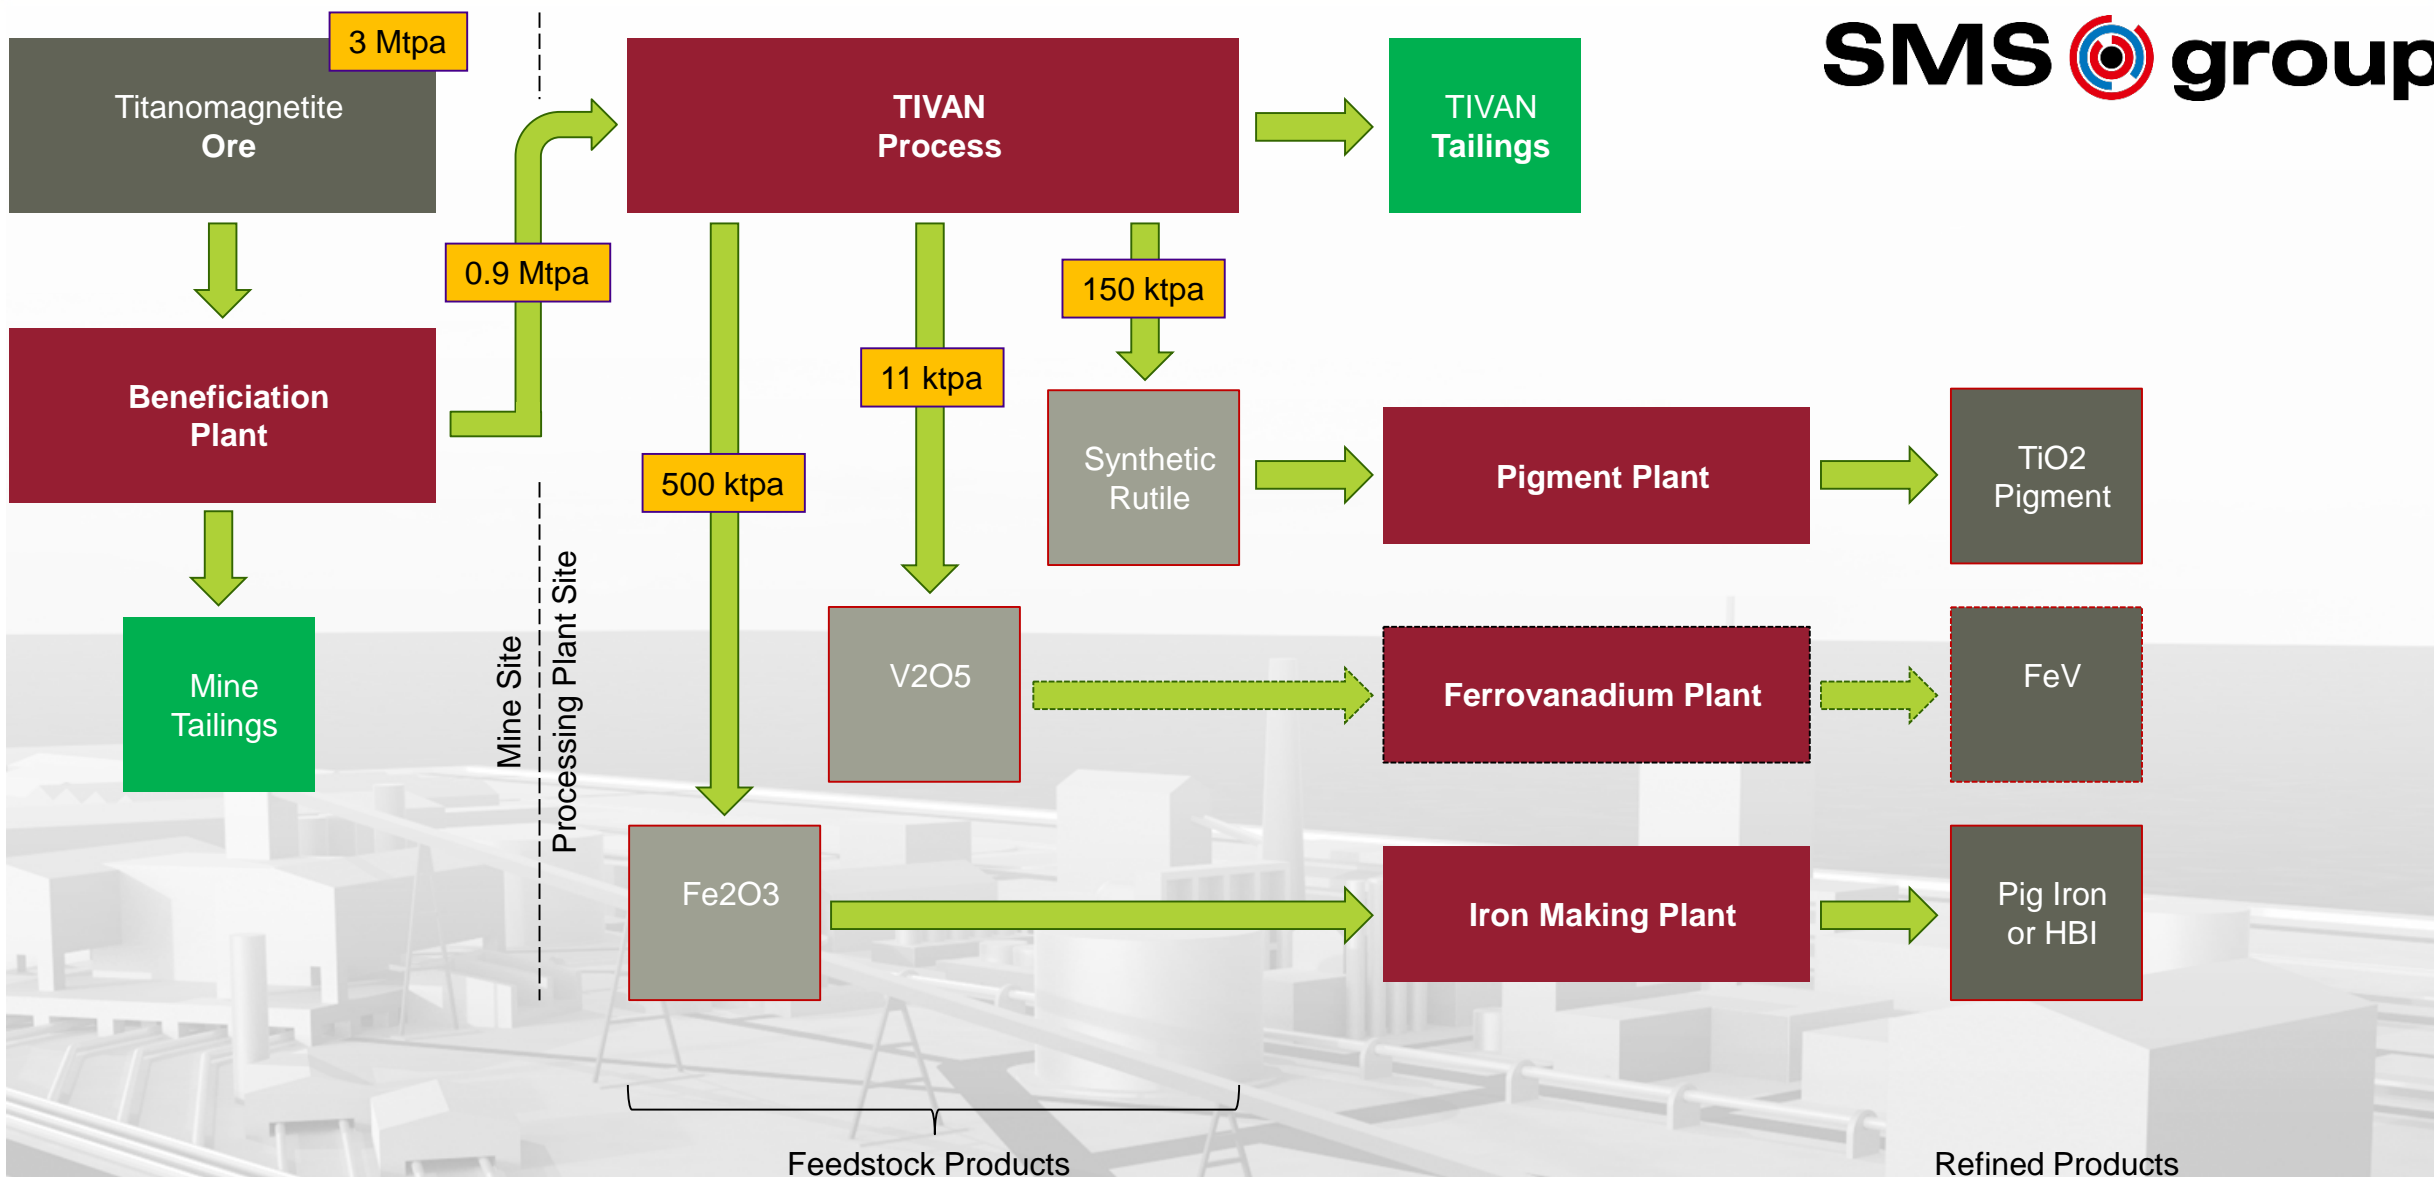 3 Mtpa
SMS group
Titanomagnetite
Ore
TIVAN
Process
TIVAN
Tailings
0.9 Mtpa
150 ktpa
11 ktpa
Beneficiation
Plant
500 ktpa
Synthetic
Rutile
Pigment Plant
TiO2
Pigment
Mine Site
Processing Plant Site
Mine
Tailings
V2O5
Ferrovanadium Plant
FeV
Fe2O3
Iron Making Plant
Pig Iron
or HBI
Feedstock Products
Refined Products